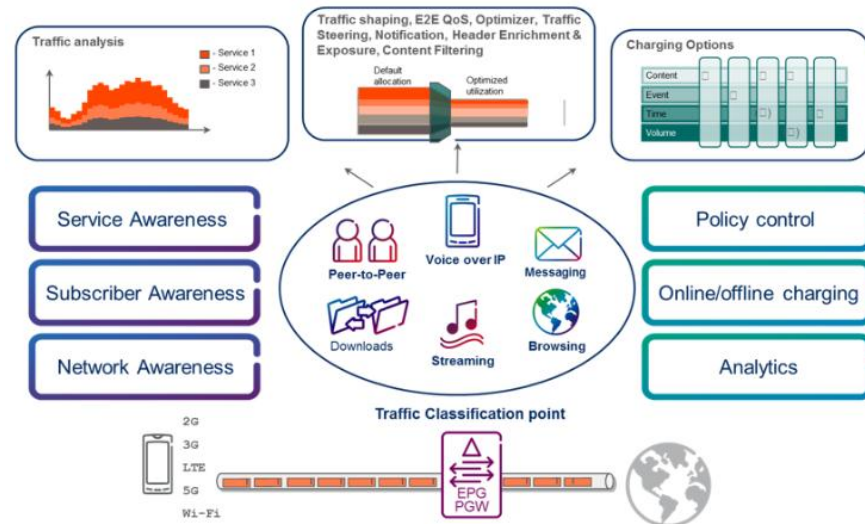 Traffic analysis
- Service 1
- Service 2
- Service 3
Traffic shaping, E2E QoS, Optimizer, Traffic
Steering, Notification, Header Enrichment &
Exposure, Content Filtering
Default
allocation
Optimized
utilization
Charging Options
Content
Event
Time
Volume
Service Awareness
Subscriber Awareness
Network Awareness
Peer-to-Peer
Voice over IP
Messaging
Downloads
Streaming
Browsing
Policy control
Online/offline charging
Analytics
Traffic Classification point
2G
3G
LTE
5G
Wi-Fi
EPG
PGW